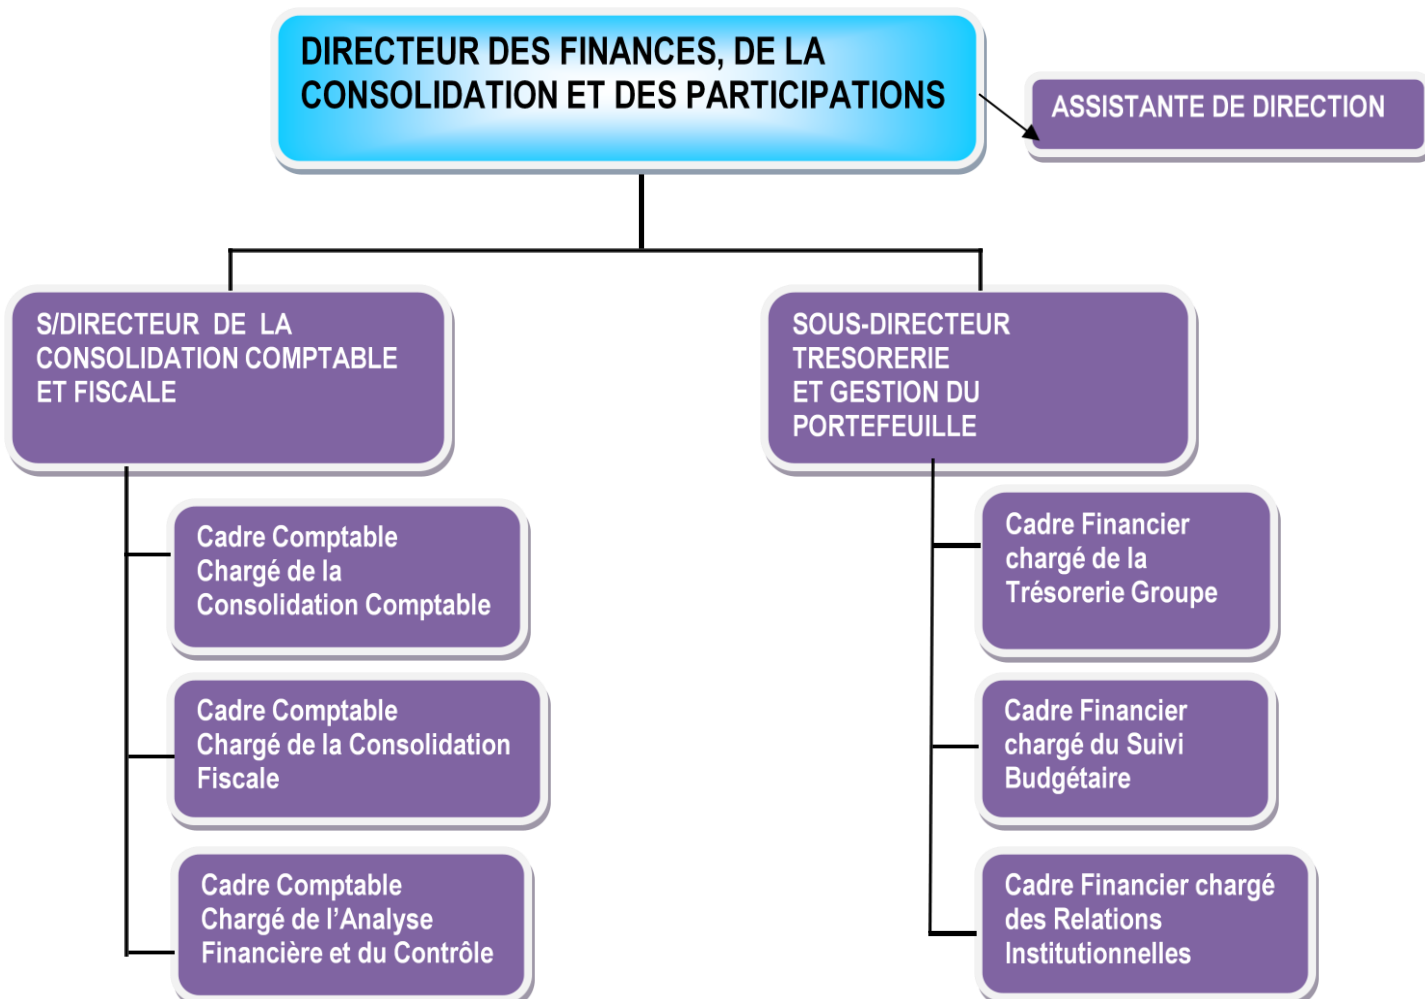 DIRECTEUR DES FINANCES, DE LA
CONSOLIDATION ET DES PARTICIPATIONS
ASSISTANTE DE DIRECTION
S/DIRECTEUR DE LA
CONSOLIDATION COMPTABLE
ET FISCALE
Cadre Comptable
Chargé de la
Consolidation Comptable
Cadre Comptable
Chargé de la Consolidation
Fiscale
Cadre Comptable
Chargé de l’Analyse
Financière et du Contrôle
SOUS-DIRECTEUR
TRESORERIE
ET GESTION DU
PORTEFEUILLE
Cadre Financier
chargé de la
Trésorerie Groupe
Cadre Financier
chargé du Suivi
Budgétaire
Cadre Financier chargé
des Relations
Institutionnelles